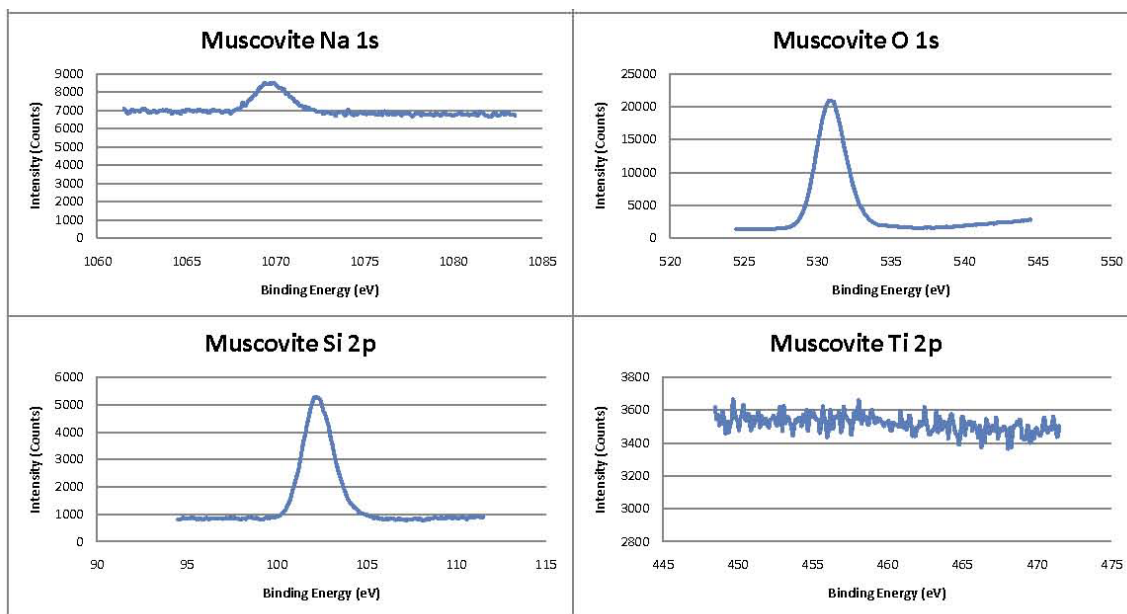 Muscovite Na 1s
9000
8000
7000
6000
5000
4000
3000
2000
1000
0
Intensity (Counts)
1060 1065 1070 1075 1080 1085
Binding Energy (eV)
Muscovite O 1s
25000
20000
15000
10000
5000
0
Intensity (Counts)
520 525 530 535 540 545 550
Binding Energy (eV)
Muscovite Si 2p
6000
5000
4000
3000
2000
1000
0
Intensity (Counts)
90 95 100 105 110 115
Binding Energy (eV)
Muscovite Ti 2p
3800
3600
3400
3200
3000
2800
Intensity (Counts)
445 450 455 460 465 470 475
Binding Energy (eV)